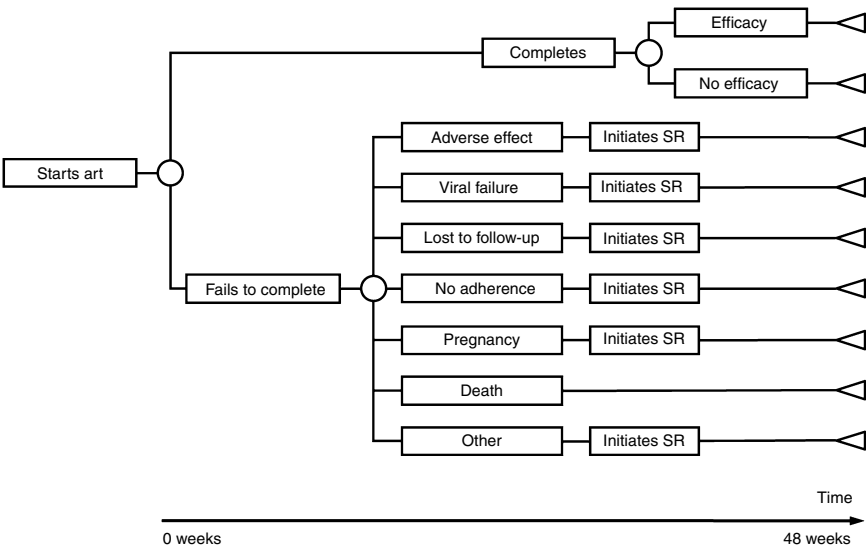 Efficacy
Completes
No efficacy
Adverse effect
Initiates SR
Starts art
Viral failure
Initiates SR
Lost to follow-up
Initiates SR
Fails to complete
No adherence
Initiates SR
Pregnancy
Initiates SR
Death
Other
Initiates SR
Time
0 weeks
48 weeks